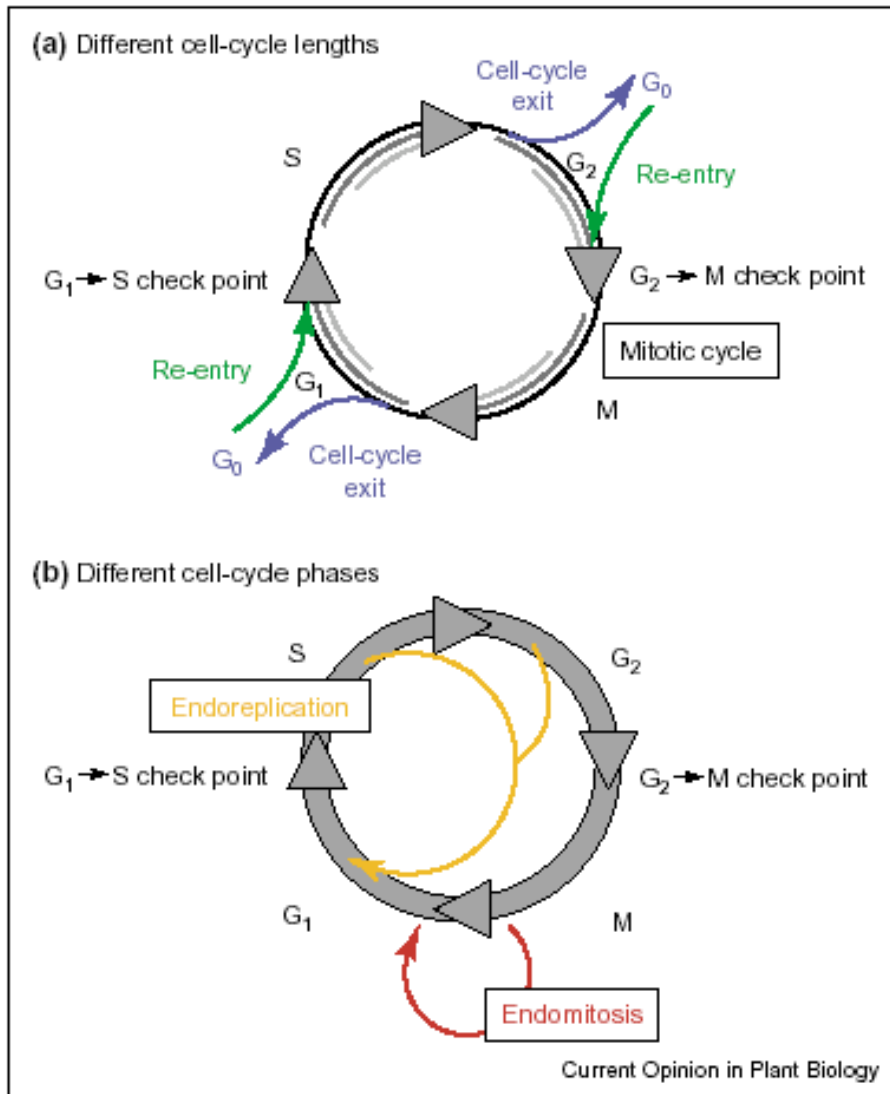 (a) Different cell-cycle lengths
Cell-cycle
exit
G₀
S
G₂
Re-entry
G₁ → S check point
G₂ → M check point
Mitotic cycle
Re-entry
G₁
M
G₀
Cell-cycle
exit
(b) Different cell-cycle phases
S
G₂
Endoreplication
G₁ → S check point
G₂ → M check point
G₁
M
Endomitosis
Current Opinion in Plant Biology